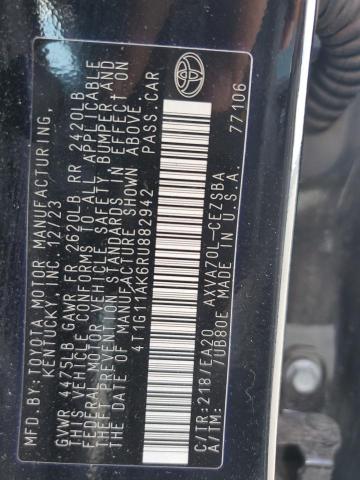 MFD. BY: TOYOTA MOTOR MANUFACTURING,
KENTUCKY, INC. 12/23
GVWR 4475LB GAWR FR 2620LB RR 2420LB
THIS VEHICLE CONFORMS TO ALL APPLICABLE
FEDERAL MOTOR VEHICLE SAFETY BUMPER AND
THEFT PREVENTION STANDARDS IN EFFECT ON
THE DATE OF MANUFACTURE SHOWN ABOVE.
4T1G11AK6RU882942 PASS.CAR
C/TR: 218/EA20 AXVA70L-CEZSBA
A/TM: 7UB80E MADE IN U.S.A. 77106